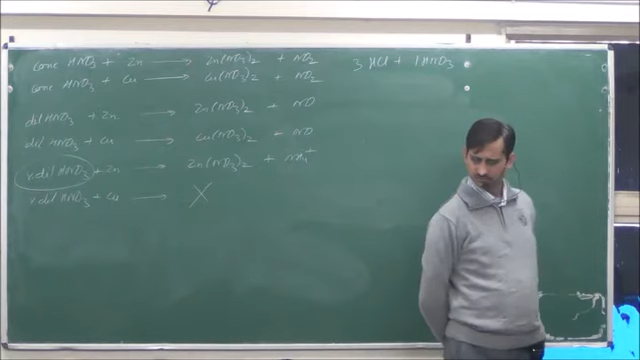 conc HNO3 + Zn → Zn(NO3)2 + NO2 3 HCl + 1HNO3
conc HNO3 + Cu → Cu(NO3)2 + NO2
dil HNO3 + Zn → Zn(NO3)2 + NO
dil HNO3 + Cu → Cu(NO3)2 + NO
v.dil HNO3 + Zn → Zn(NO3)2 + NH4+
v.dil HNO3 + Cu → X